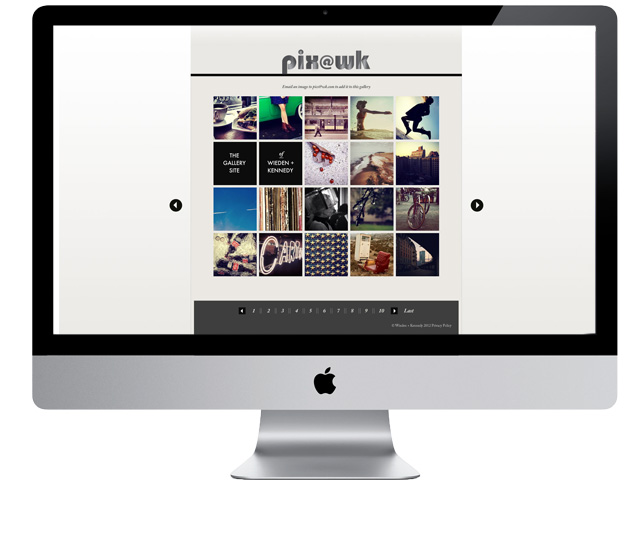 pix@wk
Email an image to pix@wk.com to add it to this gallery
THE
GALLERY
SITE
of
WIEDEN +
KENNEDY
1 2 3 4 5 6 7 8 9 10 Last
© Wieden + Kennedy 2012 Privacy Policy